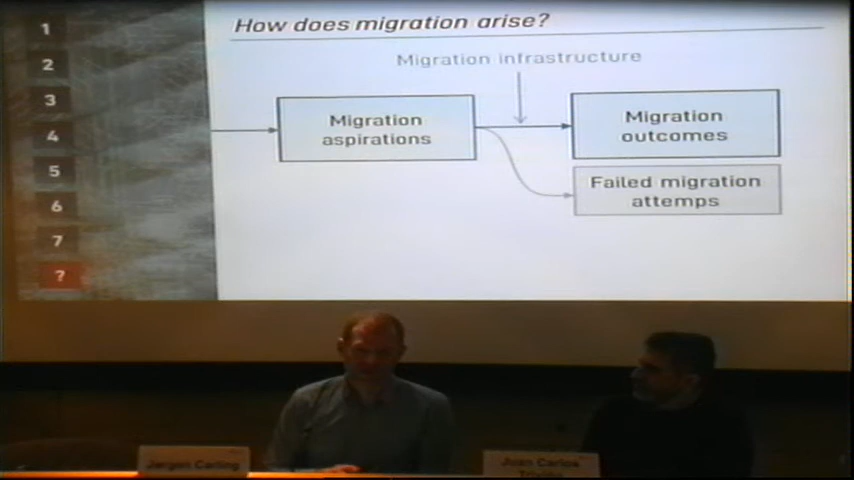 1
2
3
4
5
6
7
?
How does migration arise?
Migration infrastructure
Migration
aspirations
Migration
outcomes
Failed migration
attemps
Jørgen Carling
Juan Carlos